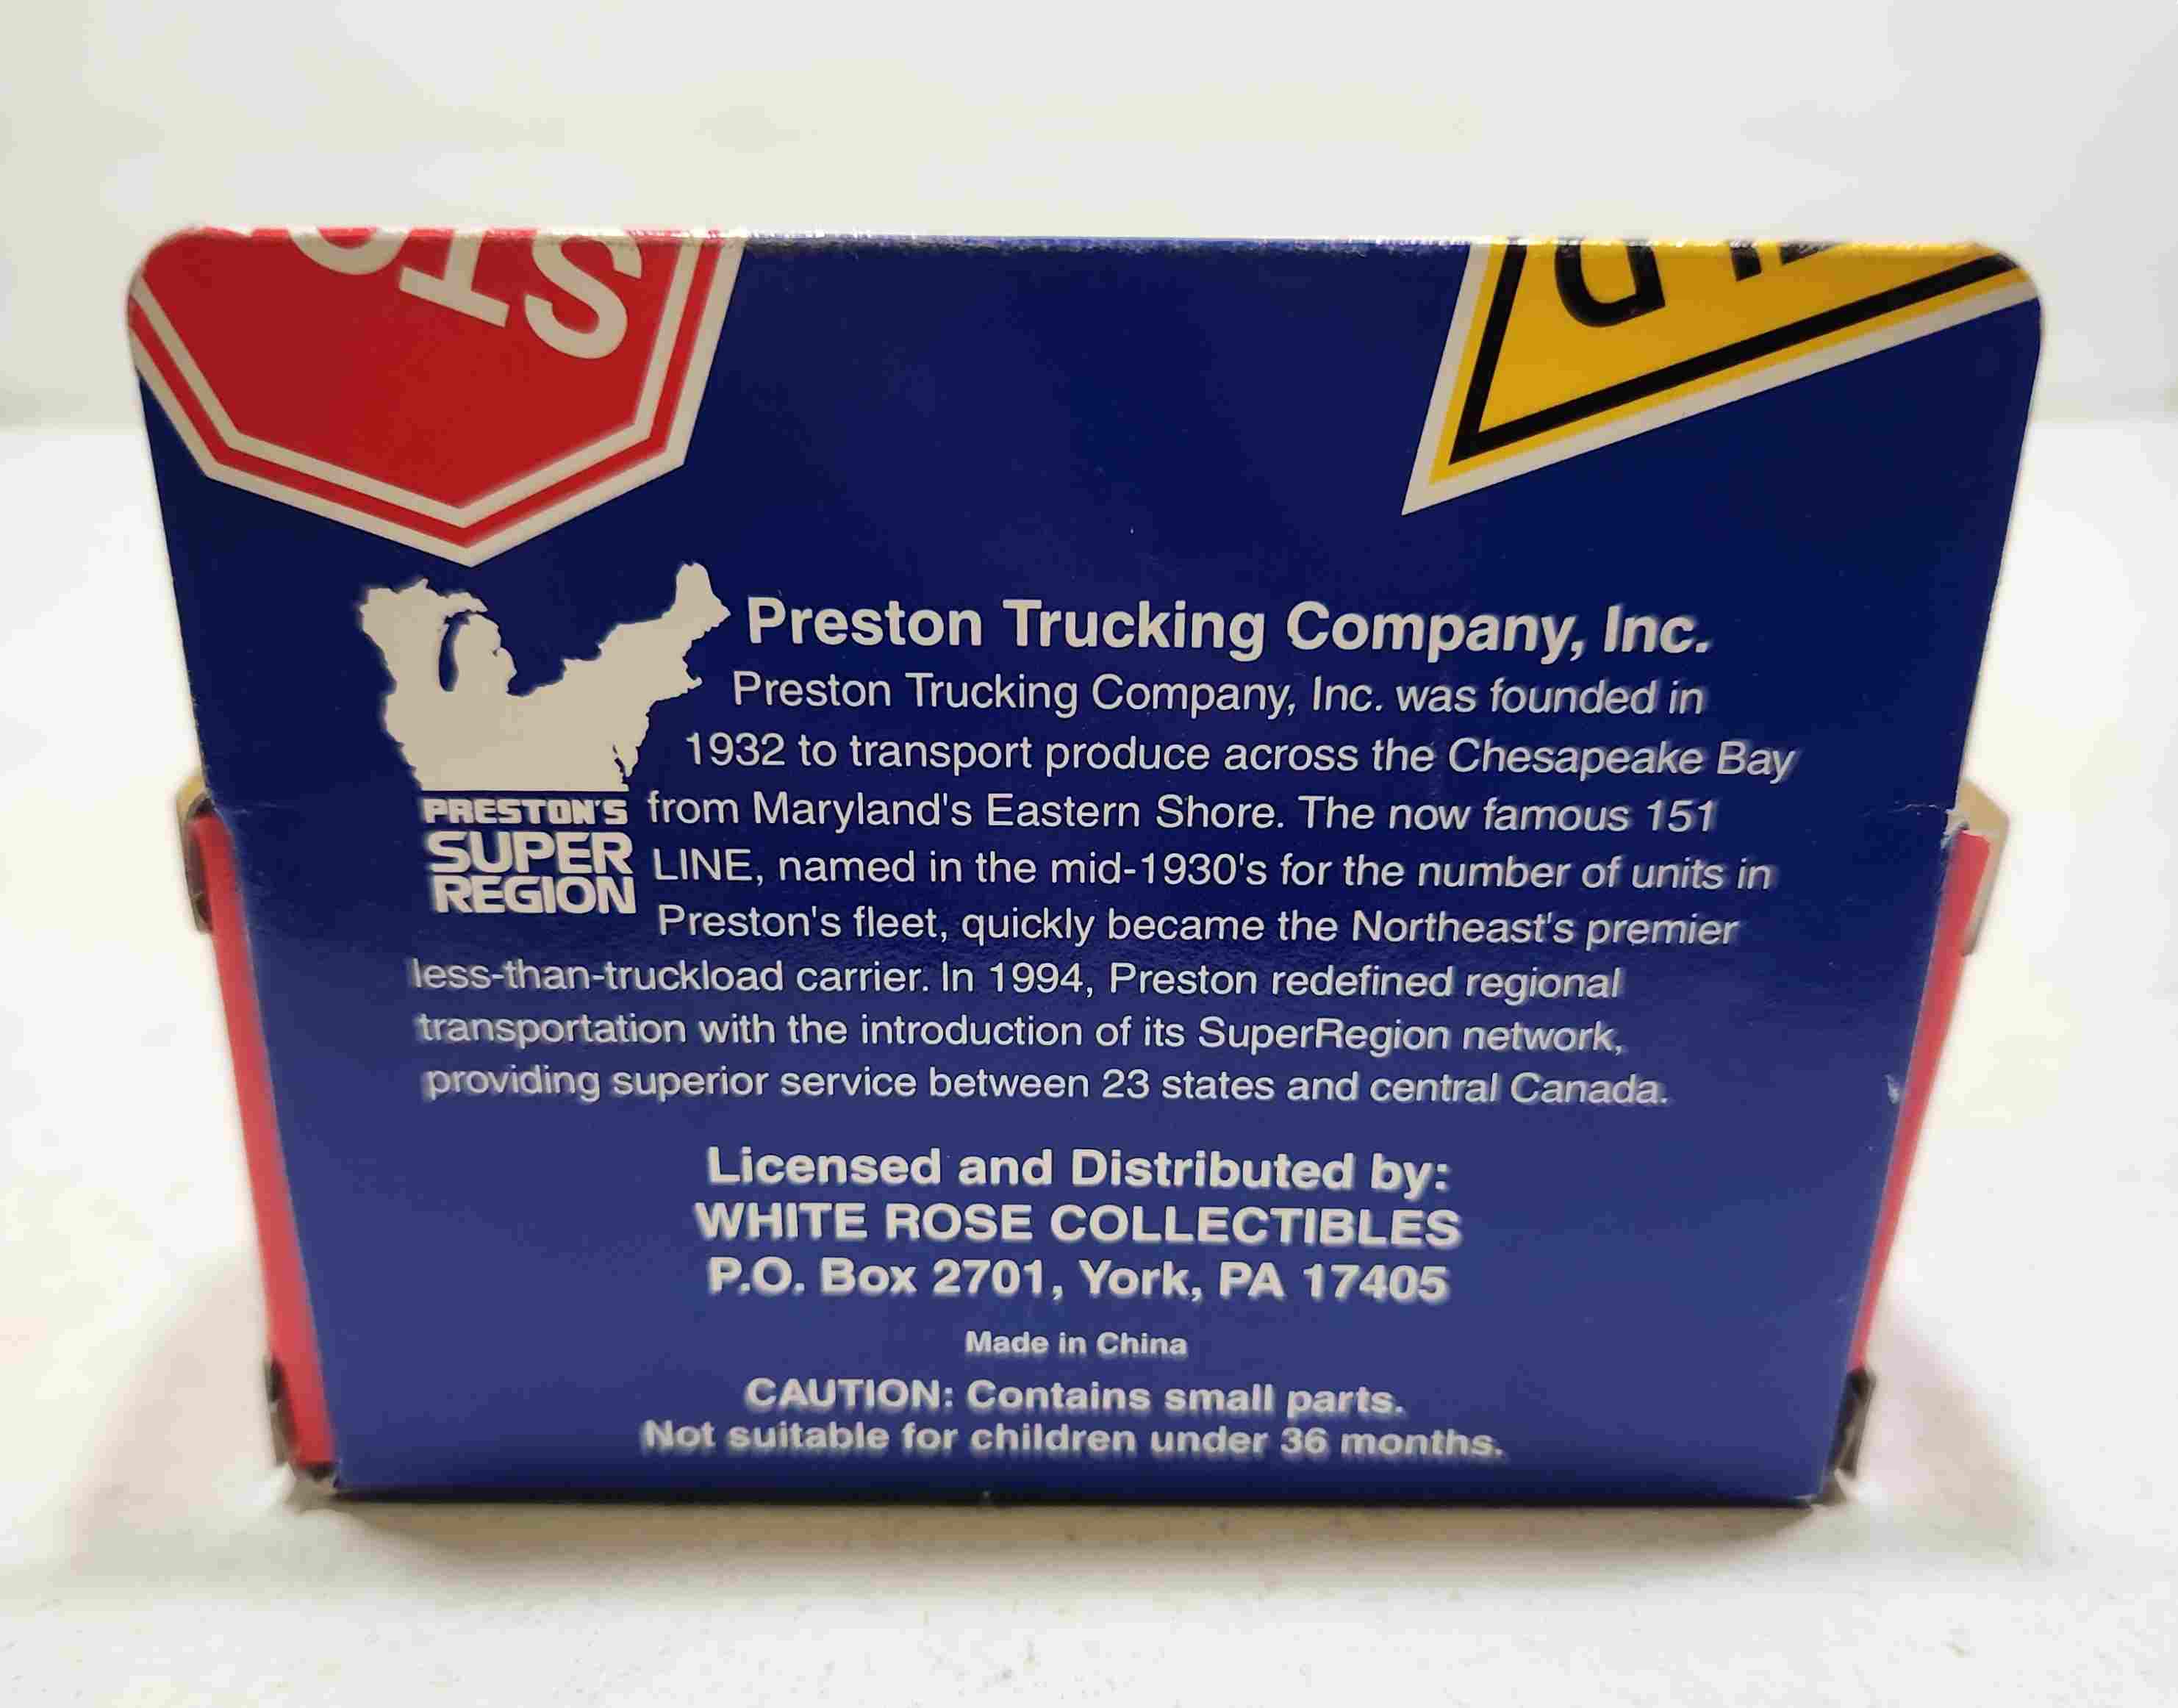 STO
Preston Trucking Company, Inc.
Preston Trucking Company, Inc. was founded in
1932 to transport produce across the Chesapeake Bay
from Maryland's Eastern Shore. The now famous 151
LINE, named in the mid-1930's for the number of units in
Preston's fleet, quickly became the Northeast's premier
less-than-truckload carrier. In 1994, Preston redefined regional
transportation with the introduction of its SuperRegion network,
providing superior service between 23 states and central Canada.
PRESTON'S
SUPER
REGION
Licensed and Distributed by:
WHITE ROSE COLLECTIBLES
P.O. Box 2701, York, PA 17405
Made in China
CAUTION: Contains small parts.
Not suitable for children under 36 months.